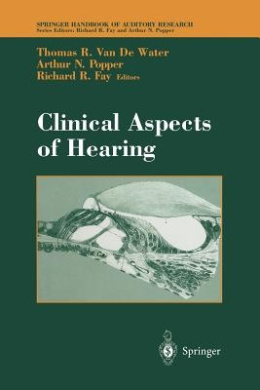 SPRINGER HANDBOOK OF AUDITORY RESEARCH
Series Editors: Richard R. Fay and Arthur N. Popper
Thomas R. Van De Water
Arthur N. Popper
Richard R. Fay Editors
Clinical Aspects
of Hearing
Springer